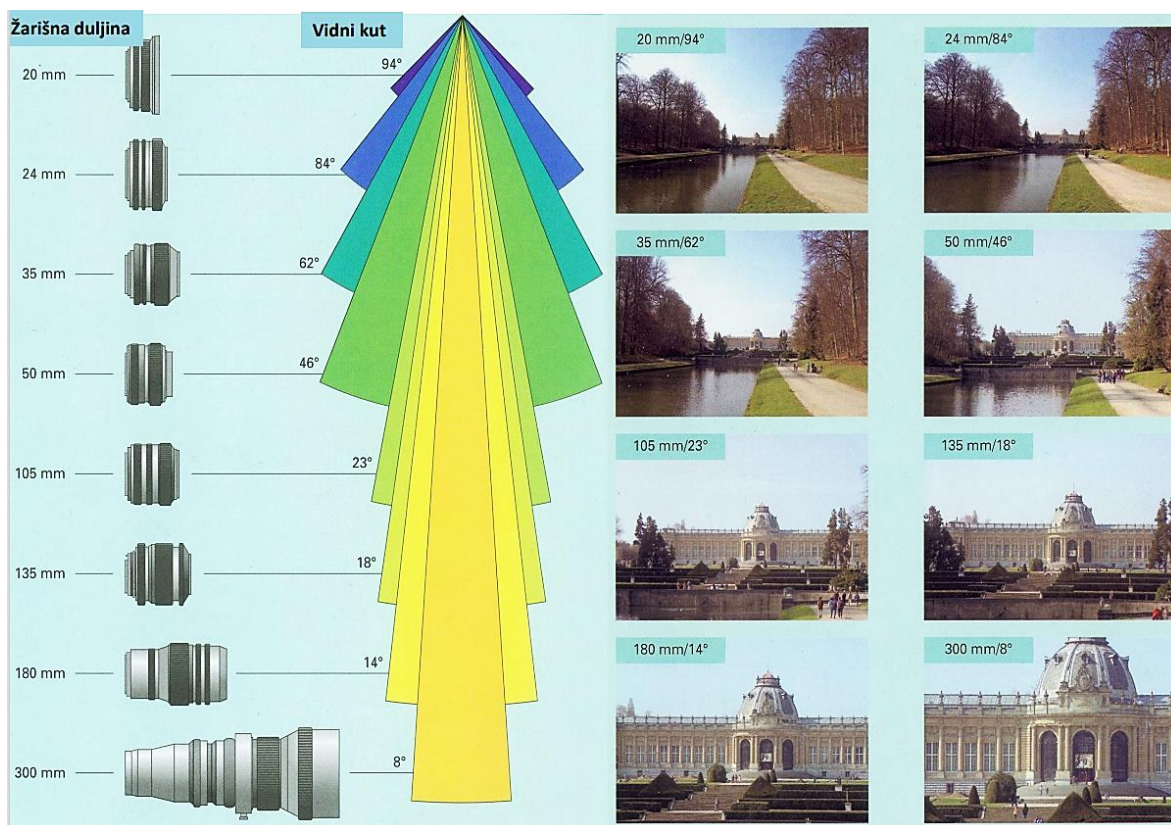 Žarišna duljina
Vidni kut
20 mm
94°
24 mm
84°
35 mm
62°
50 mm
46°
105 mm
23°
135 mm
18°
180 mm
14°
300 mm
8°
20 mm/94°
24 mm/84°
35 mm/62°
50 mm/46°
105 mm/23°
135 mm/18°
180 mm/14°
300 mm/8°